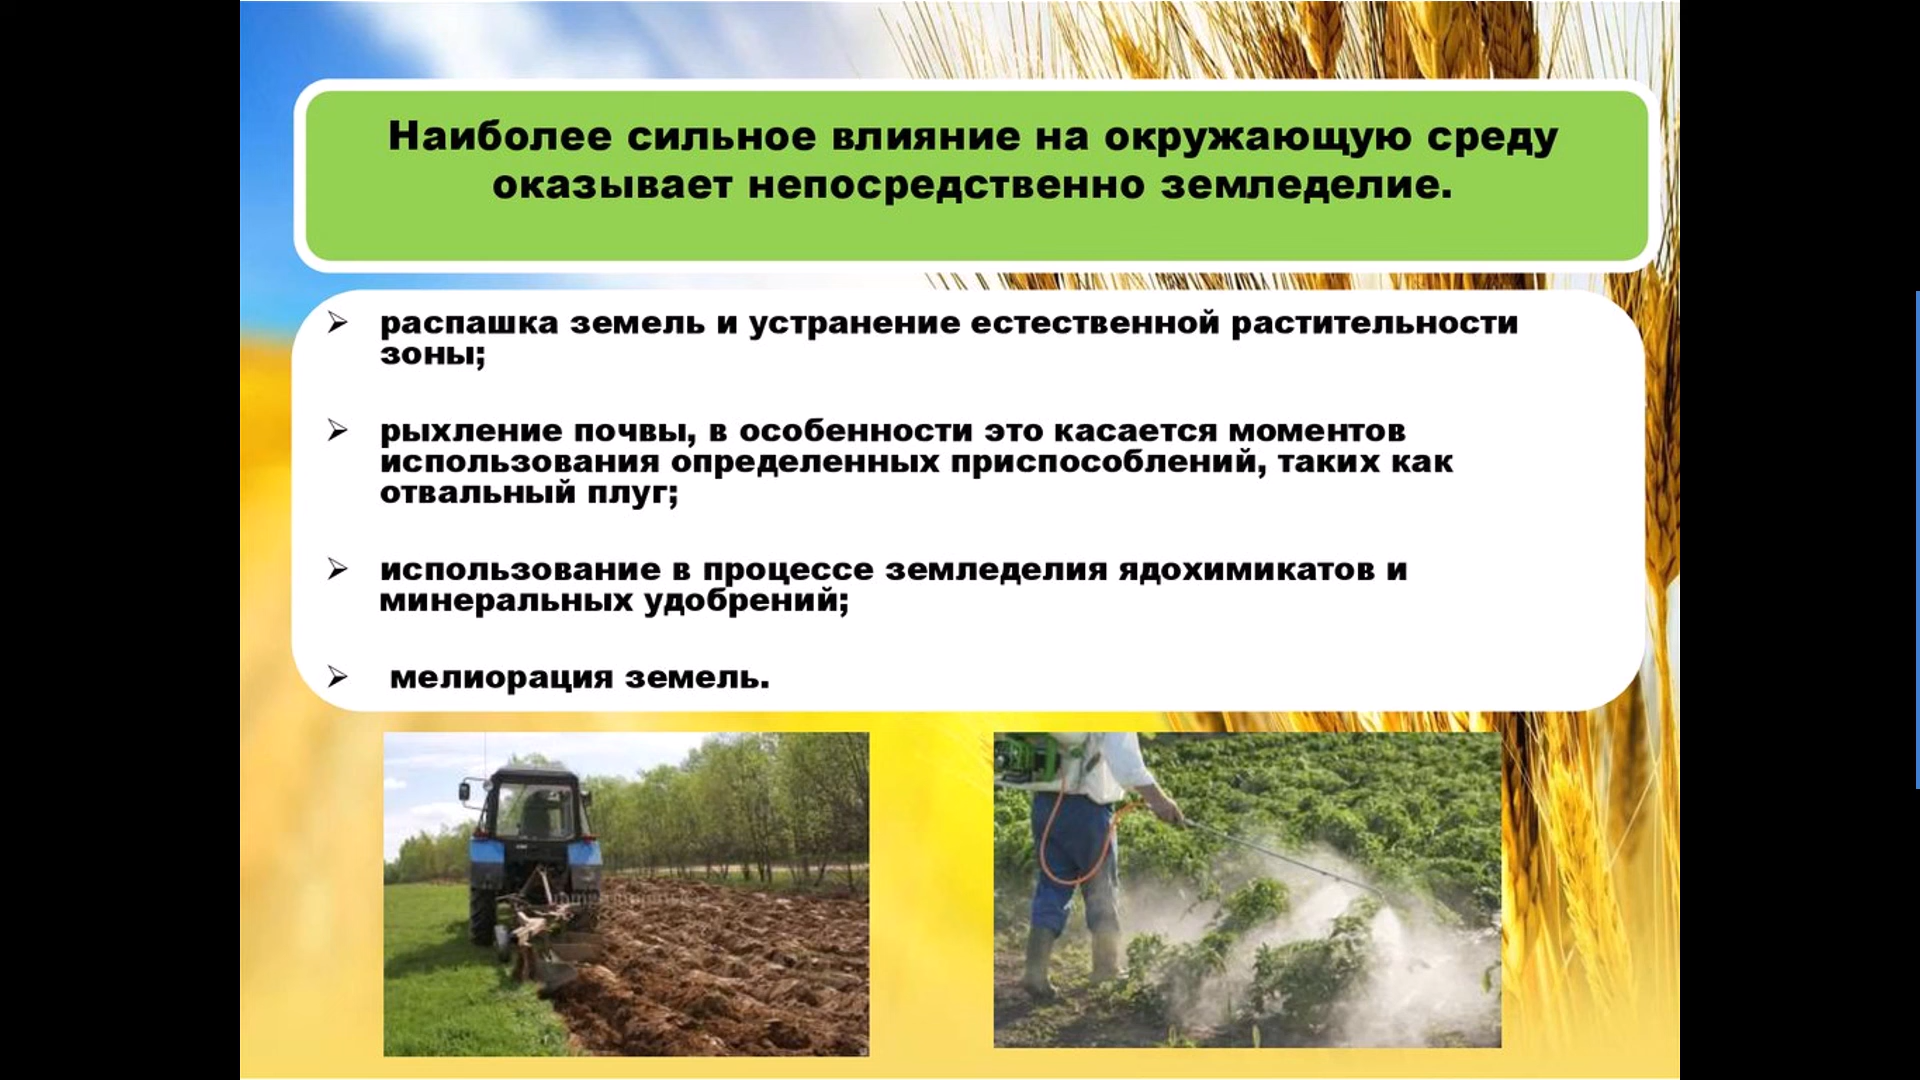 Наиболее сильное влияние на окружающую среду
оказывает непосредственно земледелие.
распашка земель и устранение естественной растительности
зоны;
рыхление почвы, в особенности это касается моментов
использования определенных приспособлений, таких как
отвальный плуг;
использование в процессе земледелия ядохимикатов и
минеральных удобрений;
мелиорация земель.